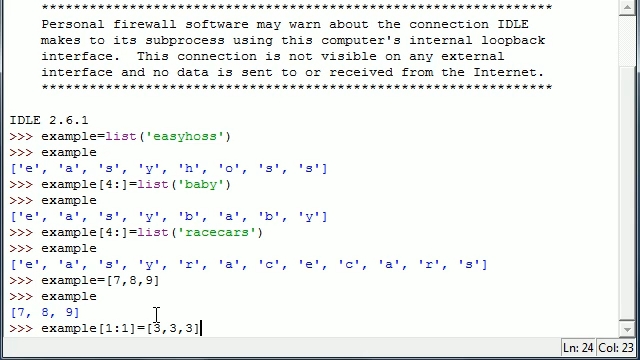 ****************************************************************
Personal firewall software may warn about the connection IDLE
makes to its subprocess using this computer's internal loopback
interface.  This connection is not visible on any external
interface and no data is sent to or received from the Internet.
****************************************************************
IDLE 2.6.1
>>> example=list('easyhoss')
>>> example
['e', 'a', 's', 'y', 'h', 'o', 's', 's']
>>> example[4:]=list('baby')
>>> example
['e', 'a', 's', 'y', 'b', 'a', 'b', 'y']
>>> example[4:]=list('racecars')
>>> example
['e', 'a', 's', 'y', 'r', 'a', 'c', 'e', 'c', 'a', 'r', 's']
>>> example=[7,8,9]
>>> example
[7, 8, 9]
>>> example[1:1]=[3,3,3]
Ln: 24 Col: 23